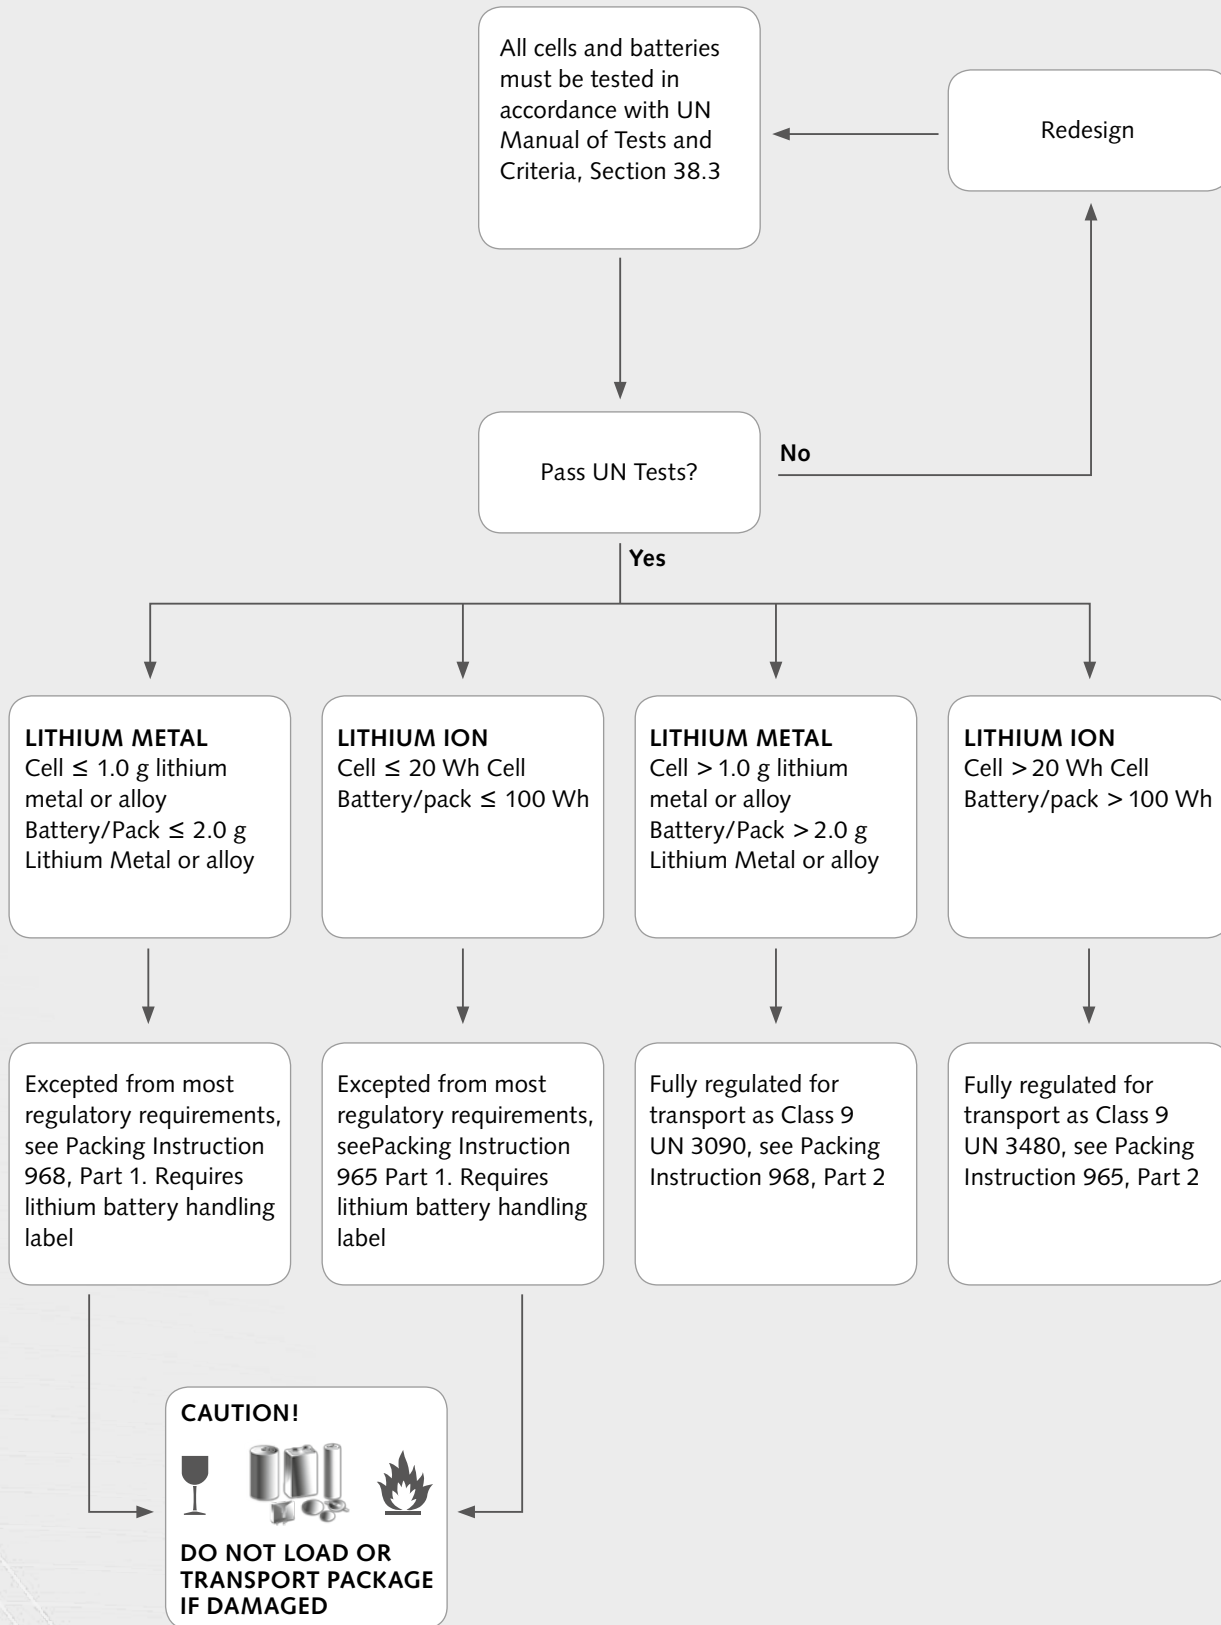 All cells and batteries
must be tested in
accordance with UN
Manual of Tests and
Criteria, Section 38.3
Redesign
Pass UN Tests?
No
Yes
LITHIUM METAL
Cell ≤ 1.0 g lithium
metal or alloy
Battery/Pack ≤ 2.0 g
Lithium Metal or alloy
LITHIUM ION
Cell ≤ 20 Wh Cell
Battery/pack ≤ 100 Wh
LITHIUM METAL
Cell > 1.0 g lithium
metal or alloy
Battery/Pack > 2.0 g
Lithium Metal or alloy
LITHIUM ION
Cell > 20 Wh Cell
Battery/pack > 100 Wh
Excepted from most
regulatory requirements,
see Packing Instruction
968, Part 1. Requires
lithium battery handling
label
Excepted from most
regulatory requirements,
seePacking Instruction
965 Part 1. Requires
lithium battery handling
label
Fully regulated for
transport as Class 9
UN 3090, see Packing
Instruction 968, Part 2
Fully regulated for
transport as Class 9
UN 3480, see Packing
Instruction 965, Part 2
CAUTION!
DO NOT LOAD OR
TRANSPORT PACKAGE
IF DAMAGED